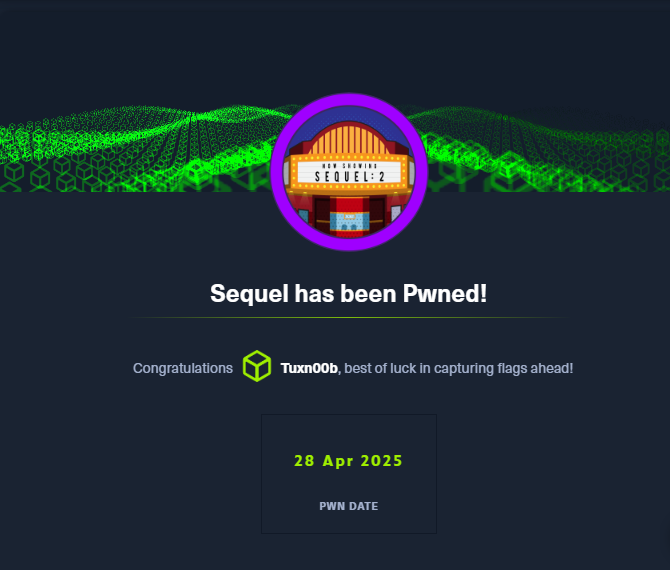 NOW SHOWING
SEQUEL: 2
Sequel has been Pwned!
Congratulations Tuxn00b, best of luck in capturing flags ahead!
28 Apr 2025
PWN DATE